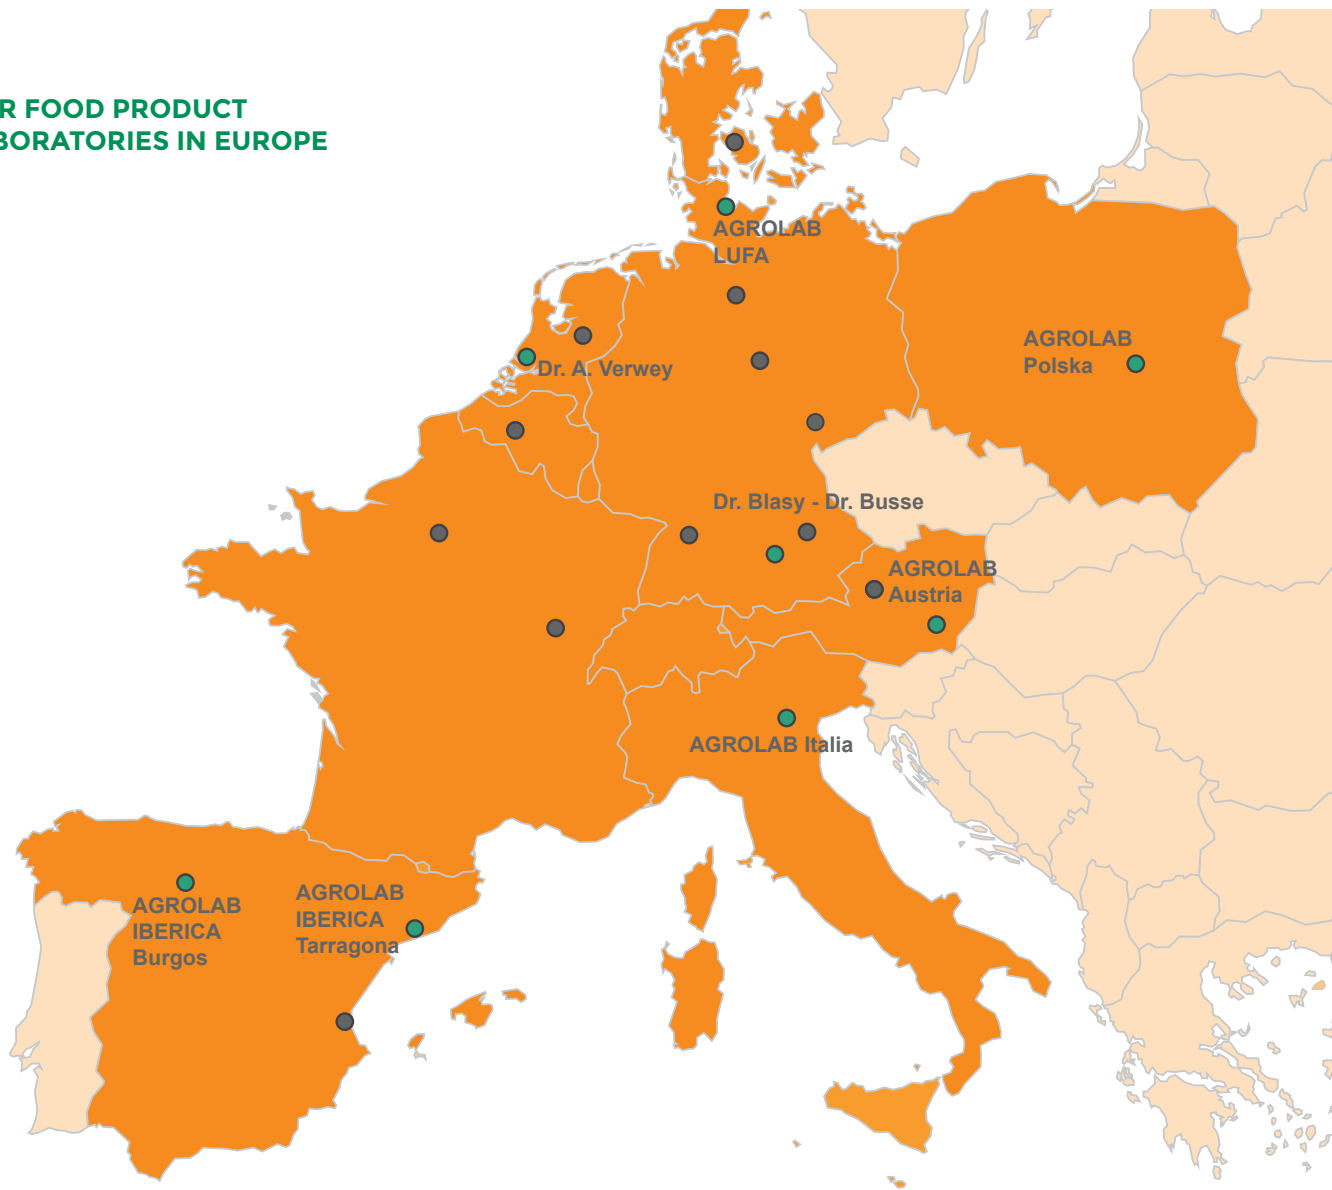 R FOOD PRODUCT
BORATORIES IN EUROPE
AGROLAB
LUFA
AGROLAB
Polska
Dr. A. Verwey
Dr. Blasy - Dr. Busse
AGROLAB
Austria
AGROLAB Italia
AGROLAB
IBERICA
Burgos
AGROLAB
IBERICA
Tarragona